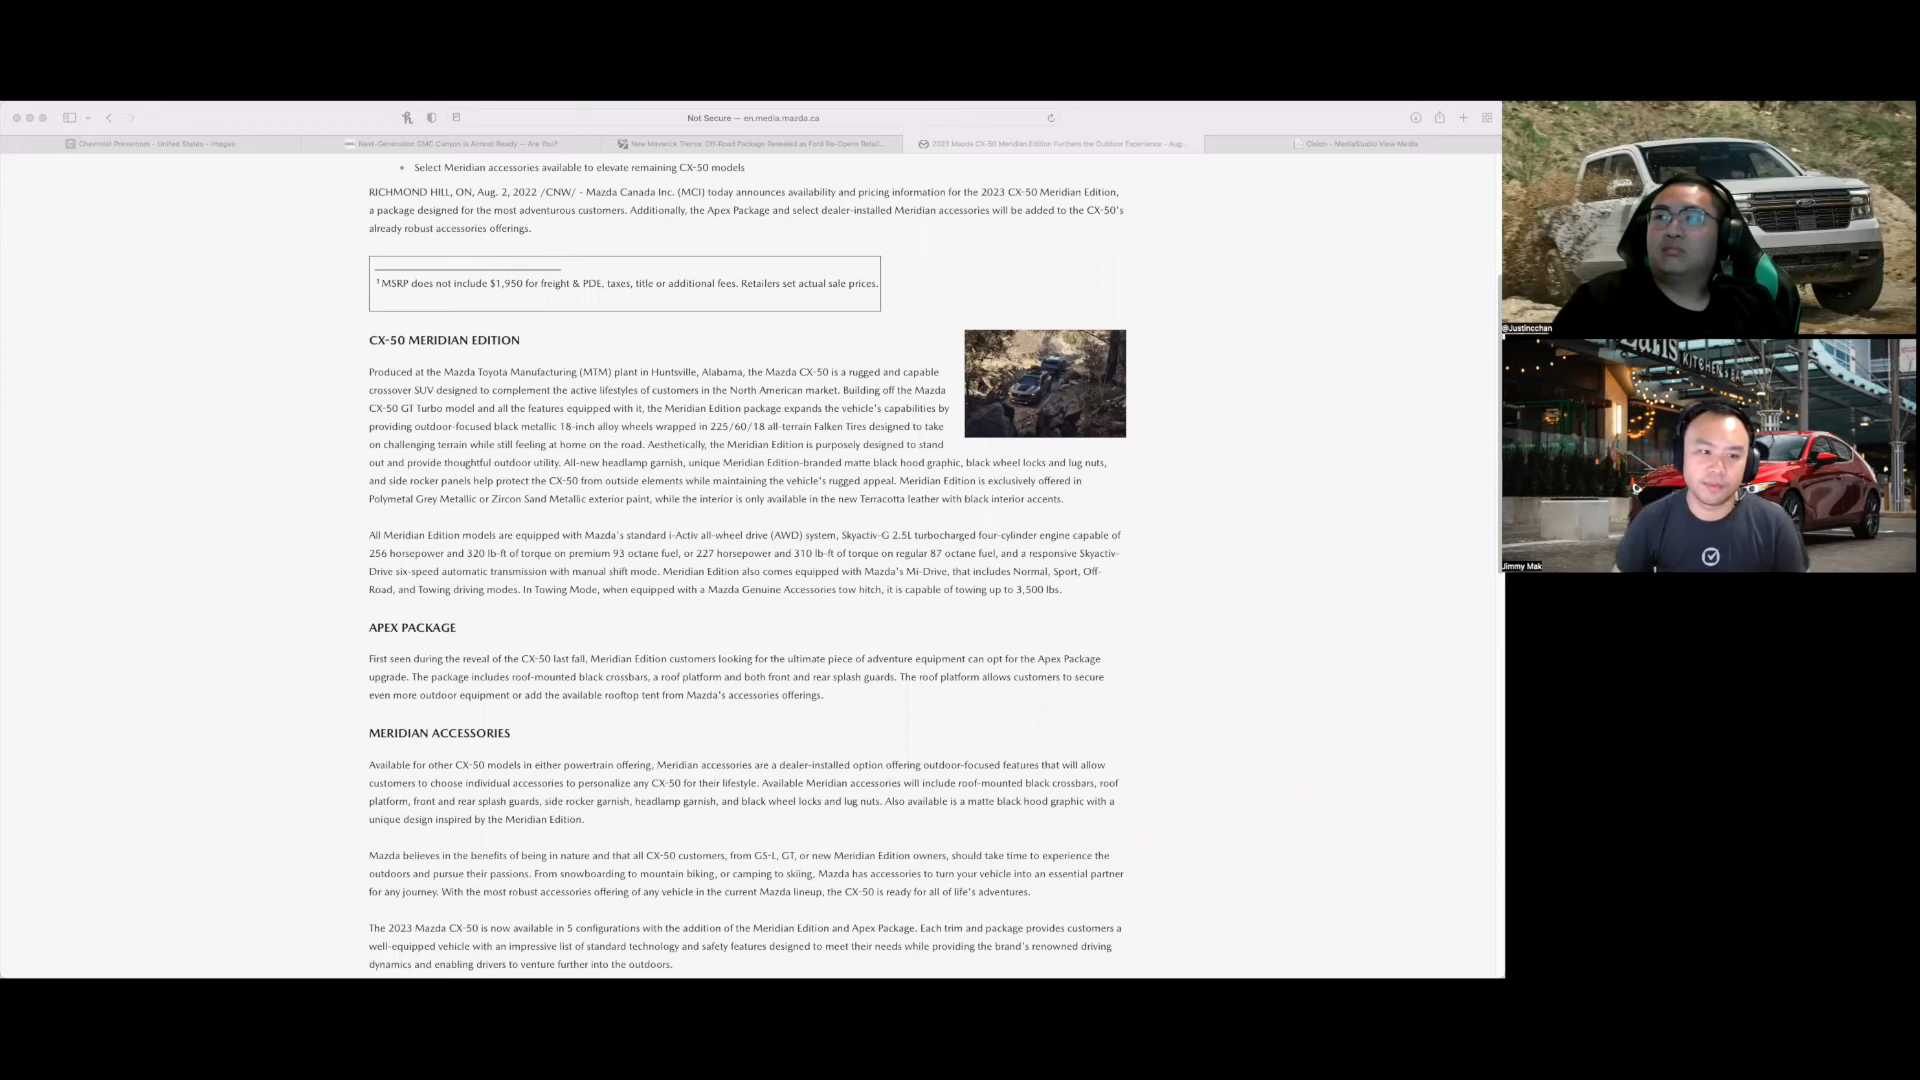 Not Secure — en.media.mazda.ca
Chevrolet Pressroom - United States - Images
Next-Generation GMC Canyon is Almost Ready — Are You?
New Maverick Tremor Off-Road Package Revealed as Ford Re-Opens Retail...
2023 Mazda CX-50 Meridian Edition Furthers the Outdoor Experience - Aug...
Cision - MediaStudio View Media
• Select Meridian accessories available to elevate remaining CX-50 models
RICHMOND HILL, ON, Aug. 2, 2022 /CNW/ - Mazda Canada Inc. (MCI) today announces availability and pricing information for the 2023 CX-50 Meridian Edition,
a package designed for the most adventurous customers. Additionally, the Apex Package and select dealer-installed Meridian accessories will be added to the CX-50's
already robust accessories offerings.
¹ MSRP does not include $1,950 for freight & PDE, taxes, title or additional fees. Retailers set actual sale prices.
CX-50 MERIDIAN EDITION
Produced at the Mazda Toyota Manufacturing (MTM) plant in Huntsville, Alabama, the Mazda CX-50 is a rugged and capable
crossover SUV designed to complement the active lifestyles of customers in the North American market. Building off the Mazda
CX-50 GT Turbo model and all the features equipped with it, the Meridian Edition package expands the vehicle's capabilities by
providing outdoor-focused black metallic 18-inch alloy wheels wrapped in 225/60/18 all-terrain Falken Tires designed to take
on challenging terrain while still feeling at home on the road. Aesthetically, the Meridian Edition is purposely designed to stand
out and provide thoughtful outdoor utility. All-new headlamp garnish, unique Meridian Edition-branded matte black hood graphic, black wheel locks and lug nuts,
and side rocker panels help protect the CX-50 from outside elements while maintaining the vehicle's rugged appeal. Meridian Edition is exclusively offered in
Polymetal Grey Metallic or Zircon Sand Metallic exterior paint, while the interior is only available in the new Terracotta leather with black interior accents.
All Meridian Edition models are equipped with Mazda's standard i-Activ all-wheel drive (AWD) system, Skyactiv-G 2.5L turbocharged four-cylinder engine capable of
256 horsepower and 320 lb-ft of torque on premium 93 octane fuel, or 227 horsepower and 310 lb-ft of torque on regular 87 octane fuel, and a responsive Skyactiv-
Drive six-speed automatic transmission with manual shift mode. Meridian Edition also comes equipped with Mazda's Mi-Drive, that includes Normal, Sport, Off-
Road, and Towing driving modes. In Towing Mode, when equipped with a Mazda Genuine Accessories tow hitch, it is capable of towing up to 3,500 lbs.
APEX PACKAGE
First seen during the reveal of the CX-50 last fall, Meridian Edition customers looking for the ultimate piece of adventure equipment can opt for the Apex Package
upgrade. The package includes roof-mounted black crossbars, a roof platform and both front and rear splash guards. The roof platform allows customers to secure
even more outdoor equipment or add the available rooftop tent from Mazda's accessories offerings.
MERIDIAN ACCESSORIES
Available for other CX-50 models in either powertrain offering, Meridian accessories are a dealer-installed option offering outdoor-focused features that will allow
customers to choose individual accessories to personalize any CX-50 for their lifestyle. Available Meridian accessories will include roof-mounted black crossbars, roof
platform, front and rear splash guards, side rocker garnish, headlamp garnish, and black wheel locks and lug nuts. Also available is a matte black hood graphic with a
unique design inspired by the Meridian Edition.
Mazda believes in the benefits of being in nature and that all CX-50 customers, from GS-L, GT, or new Meridian Edition owners, should take time to experience the
outdoors and pursue their passions. From snowboarding to mountain biking, or camping to skiing, Mazda has accessories to turn your vehicle into an essential partner
for any journey. With the most robust accessories offering of any vehicle in the current Mazda lineup, the CX-50 is ready for all of life's adventures.
The 2023 Mazda CX-50 is now available in 5 configurations with the addition of the Meridian Edition and Apex Package. Each trim and package provides customers a
well-equipped vehicle with an impressive list of standard technology and safety features designed to meet their needs while providing the brand's renowned driving
dynamics and enabling drivers to venture further into the outdoors.
@Justincchan
KITCHEN & BAR
Jimmy Mak